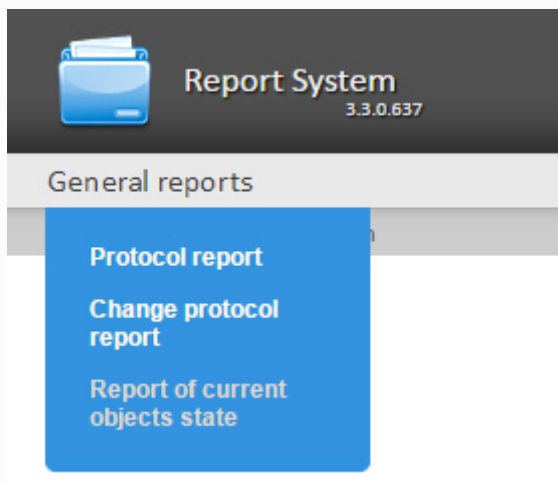 Report System
3.3.0.637
General reports
Protocol report
Change protocol
report
Report of current
objects state